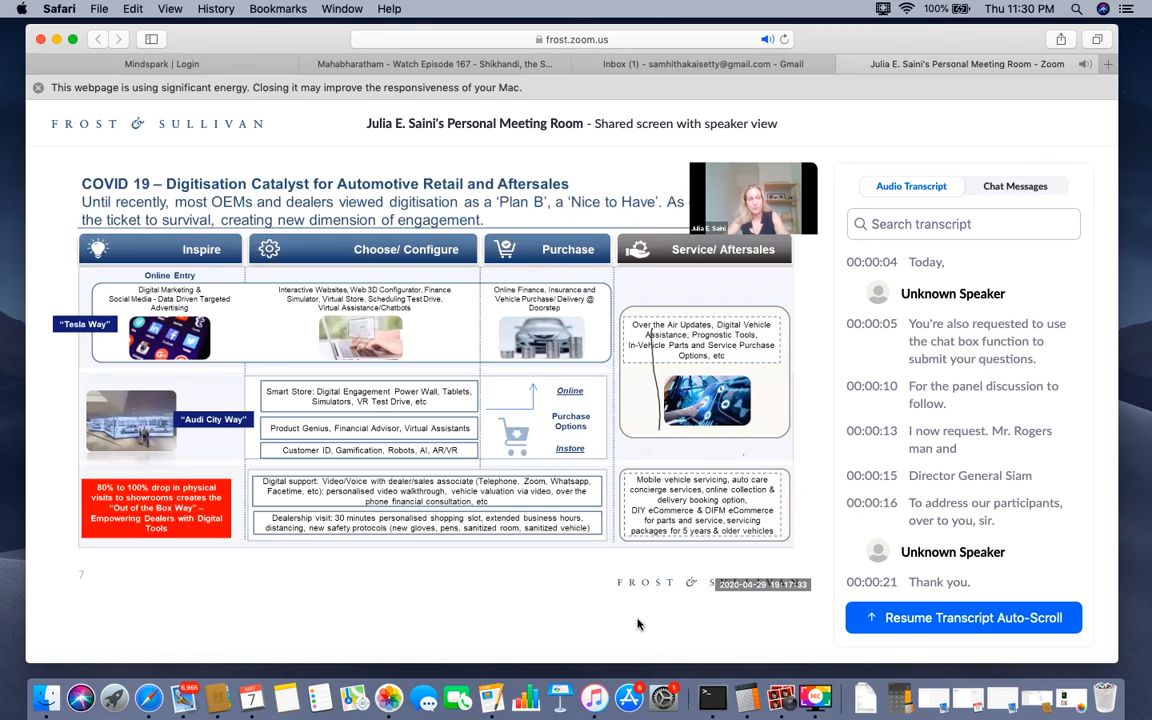 Safari File Edit View History Bookmarks Window Help 100% Thu 11:30 PM
frost.zoom.us
Mindspark | Login
Mahabharatham - Watch Episode 167 - Shikhandi, the S...
Inbox (1) - samhithakaisetty@gmail.com - Gmail
Julia E. Saini's Personal Meeting Room - Zoom
This webpage is using significant energy. Closing it may improve the responsiveness of your Mac.
FROST & SULLIVAN
Julia E. Saini's Personal Meeting Room - Shared screen with speaker view
COVID 19 – Digitisation Catalyst for Automotive Retail and Aftersales
Until recently, most OEMs and dealers viewed digitisation as a 'Plan B', a 'Nice to Have'. As
the ticket to survival, creating new dimension of engagement.
Julia E. Saini
Inspire
Choose/ Configure
Purchase
Service/ Aftersales
Online Entry
Digital Marketing &
Social Media - Data Driven Targeted
Advertising
Interactive Websites, Web 3D Configurator, Finance
Simulator, Virtual Store, Scheduling Test Drive,
Virtual Assistance/Chatbots
Online Finance, Insurance and
Vehicle Purchase/ Delivery @
Doorstep
"Tesla Way"
Over the Air Updates, Digital Vehicle
Assistance, Prognostic Tools,
In-Vehicle Parts and Service Purchase
Options, etc
"Audi City Way"
Smart Store: Digital Engagement Power Wall, Tablets,
Simulators, VR Test Drive, etc
Product Genius, Financial Advisor, Virtual Assistants
Customer ID, Gamification, Robots, AI, AR/VR
Online
Purchase
Options
Instore
80% to 100% drop in physical
visits to showrooms creates the
"Out of the Box Way" –
Empowering Dealers with Digital
Tools
Digital support: Video/Voice with dealer/sales associate (Telephone, Zoom, Whatsapp,
Facetime, etc): personalised video walkthrough, vehicle valuation via video, over the
phone financial consultation, etc
Dealership visit: 30 minutes personalised shopping slot, extended business hours,
distancing, new safety protocols (new gloves, pens, sanitized room, sanitized vehicle)
Mobile vehicle servicing, auto care
concierge services, online collection &
delivery booking option,
DIY eCommerce & DIFM eCommerce
for parts and service, servicing
packages for 5 years & older vehicles
7
FROST & S
2020-04-29 19:17:33
Audio Transcript
Chat Messages
Search transcript
00:00:04 Today,
Unknown Speaker
00:00:05 You're also requested to use
the chat box function to
submit your questions.
00:00:10 For the panel discussion to
follow.
00:00:13 I now request. Mr. Rogers
man and
00:00:15 Director General Siam
00:00:16 To address our participants,
over to you, sir.
Unknown Speaker
00:00:21 Thank you.
Resume Transcript Auto-Scroll